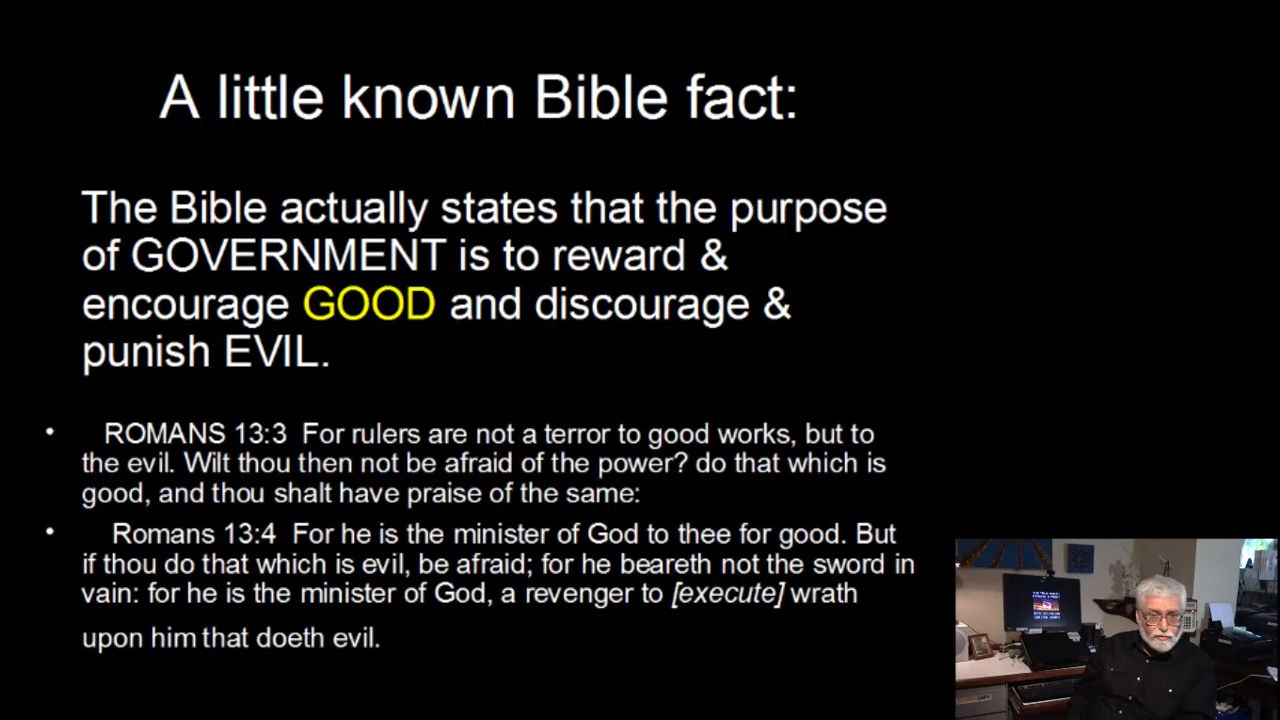 A little known Bible fact:
The Bible actually states that the purpose
of GOVERNMENT is to reward &
encourage GOOD and discourage &
punish EVIL.
• ROMANS 13:3 For rulers are not a terror to good works, but to
the evil. Wilt thou then not be afraid of the power? do that which is
good, and thou shalt have praise of the same:
• Romans 13:4 For he is the minister of God to thee for good. But
if thou do that which is evil, be afraid; for he beareth not the sword in
vain: for he is the minister of God, a revenger to [execute] wrath
upon him that doeth evil.